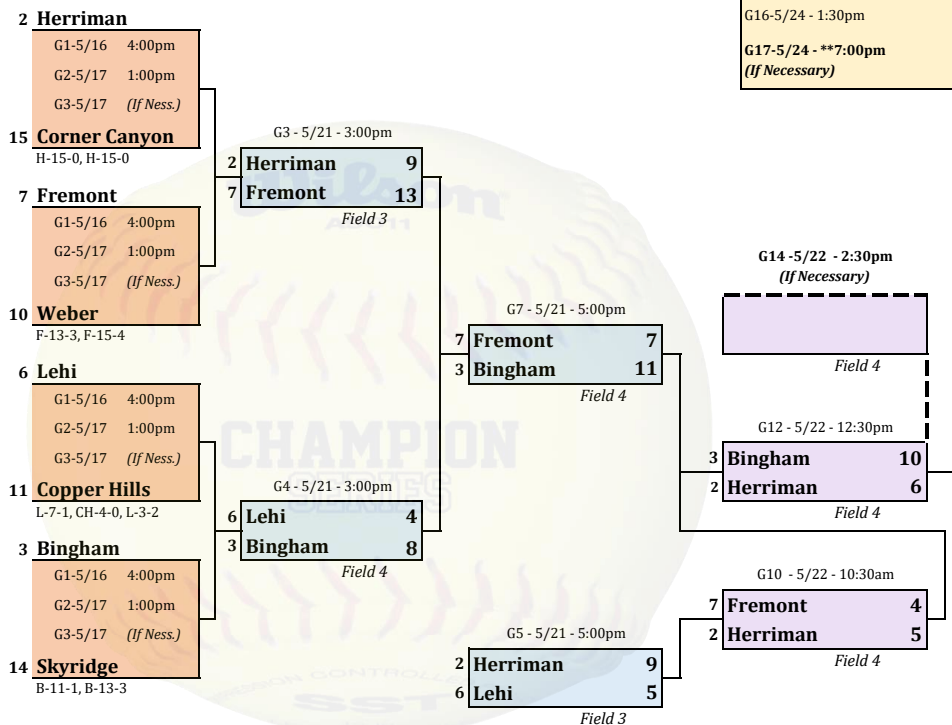 G16-5/24 - 1:30pm
G17-5/24 - **7:00pm
(If Necessary)
2 Herriman
G1-5/16 4:00pm
G2-5/17 1:00pm
G3-5/17 (If Ness.)
15 Corner Canyon
H-15-0, H-15-0
7 Fremont
G1-5/16 4:00pm
G2-5/17 1:00pm
G3-5/17 (If Ness.)
10 Weber
F-13-3, F-15-4
6 Lehi
G1-5/16 4:00pm
G2-5/17 1:00pm
G3-5/17 (If Ness.)
11 Copper Hills
L-7-1, CH-4-0, L-3-2
3 Bingham
G1-5/16 4:00pm
G2-5/17 1:00pm
G3-5/17 (If Ness.)
14 Skyridge
B-11-1, B-13-3
G3 - 5/21 - 3:00pm
2 Herriman 9
7 Fremont 13
Field 3
G4 - 5/21 - 3:00pm
6 Lehi 4
3 Bingham 8
Field 4
G7 - 5/21 - 5:00pm
7 Fremont 7
3 Bingham 11
Field 4
G5 - 5/21 - 5:00pm
2 Herriman 9
6 Lehi 5
Field 3
G14 -5/22 - 2:30pm
(If Necessary)
Field 4
G12 - 5/22 - 12:30pm
3 Bingham 10
2 Herriman 6
Field 4
G10 - 5/22 - 10:30am
7 Fremont 4
2 Herriman 5
Field 4
Wilson
CHAMPION
SERIES
SST